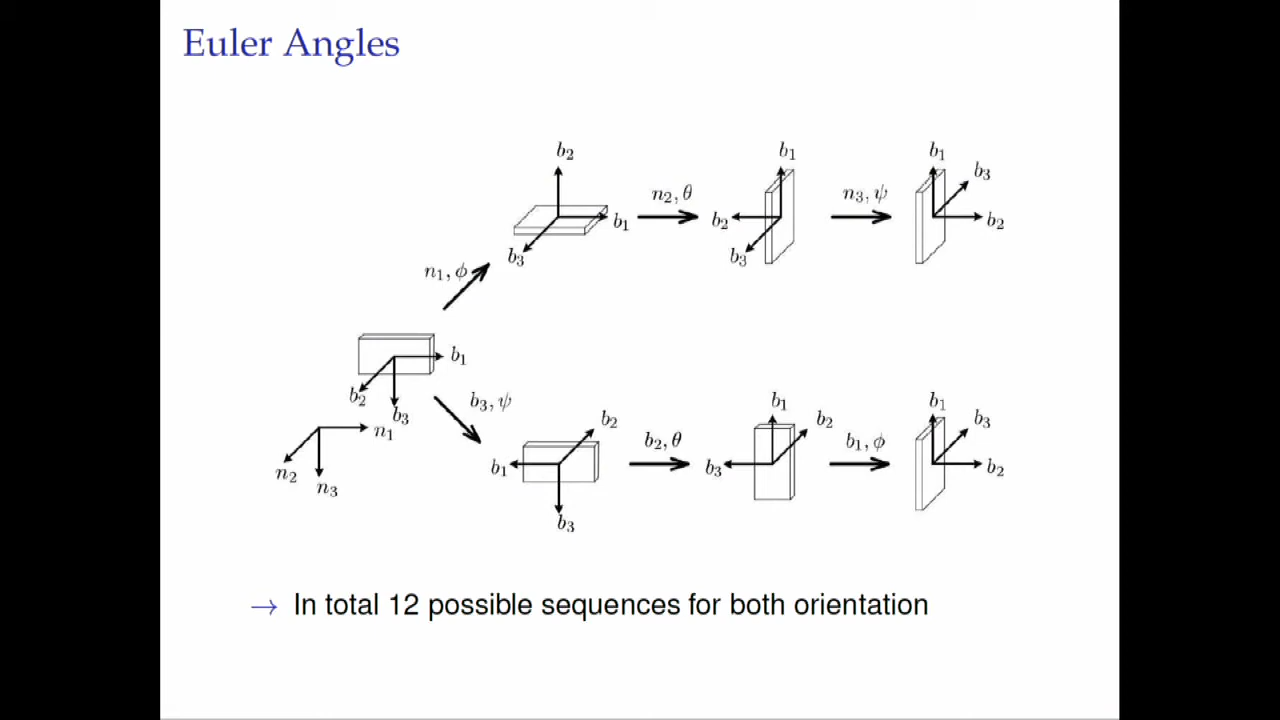 Euler Angles
b₂
b₁
b₃
n₁, ϕ
n₂, θ
b₁
b₂
b₃
n₃, ψ
b₁
b₃
b₂
b₁
b₂
b₃
n₁
n₂
n₃
b₃, ψ
b₂
b₁
b₃
b₂, θ
b₁
b₂
b₃
b₁, ϕ
b₁
b₃
b₂
→ In total 12 possible sequences for both orientation